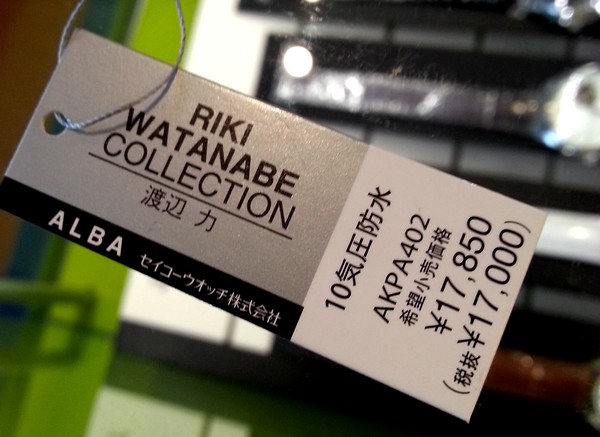 RIKI
WATANABE
COLLECTION
渡辺 力
ALBA セイコーウオッチ株式会社
10気圧防水
AKPA402
希望小売価格
¥17,850
(税抜¥17,000)